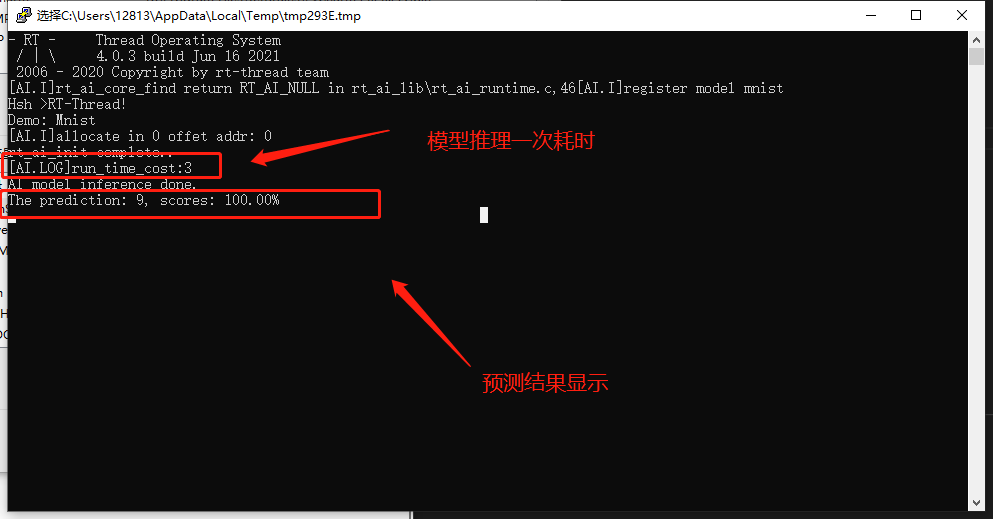 选择C:\Users\12813\AppData\Local\Temp\tmp293E.tmp
- RT -     Thread Operating System
 / | \     4.0.3 build Jun 16 2021
 2006 - 2020 Copyright by rt-thread team
[AI.I]rt_ai_core_find return RT_AI_NULL in rt_ai_lib\rt_ai_runtime.c,46[AI.I]register model mnist
Hsh >RT-Thread!
Demo: Mnist
[AI.I]allocate in 0 offet addr: 0
rt_ai_init complete..
[AI.LOG]run_time_cost:3
AI model inference done.
The prediction: 9, scores: 100.00%
模型推理一次耗时
预测结果显示